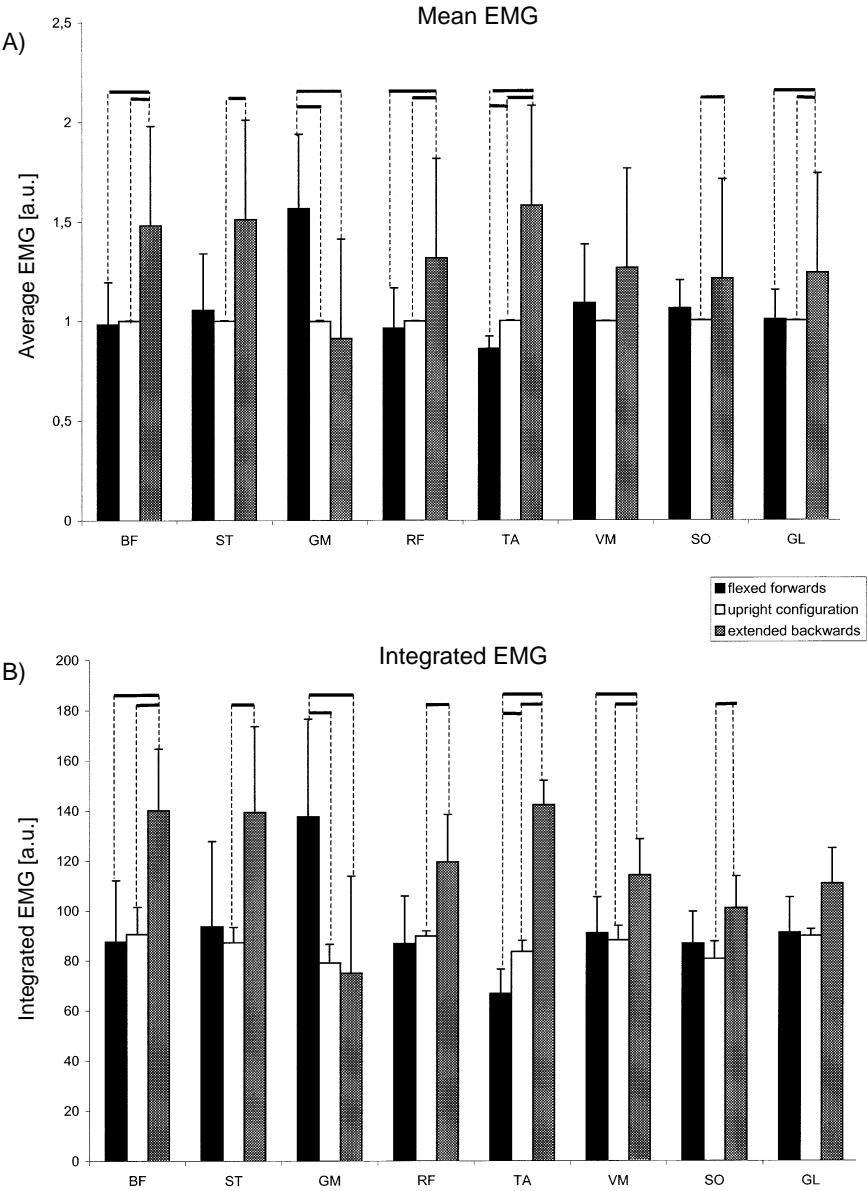 Mean EMG
A)
2,5
2
1,5
1
0,5
0
Average EMG [a.u.]
BF ST GM RF TA VM SO GL
flexed forwards
upright configuration
extended backwards
Integrated EMG
B)
200
180
160
140
120
100
80
60
40
20
0
Integrated EMG [a.u.]
BF ST GM RF TA VM SO GL